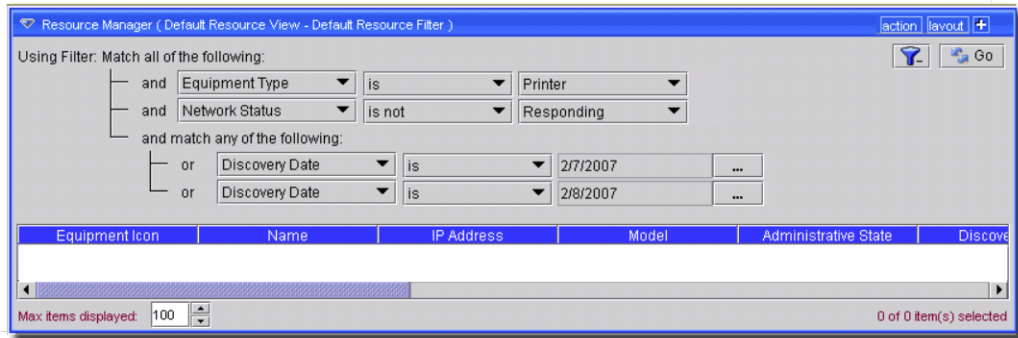 Resource Manager ( Default Resource View - Default Resource Filter ) action layout +
Using Filter: Match all of the following: Go
and Equipment Type is Printer
and Network Status is not Responding
and match any of the following:
or Discovery Date is 2/7/2007 ...
or Discovery Date is 2/8/2007 ...
Equipment Icon Name IP Address Model Administrative State Discove
Max items displayed: 100 0 of 0 item(s) selected